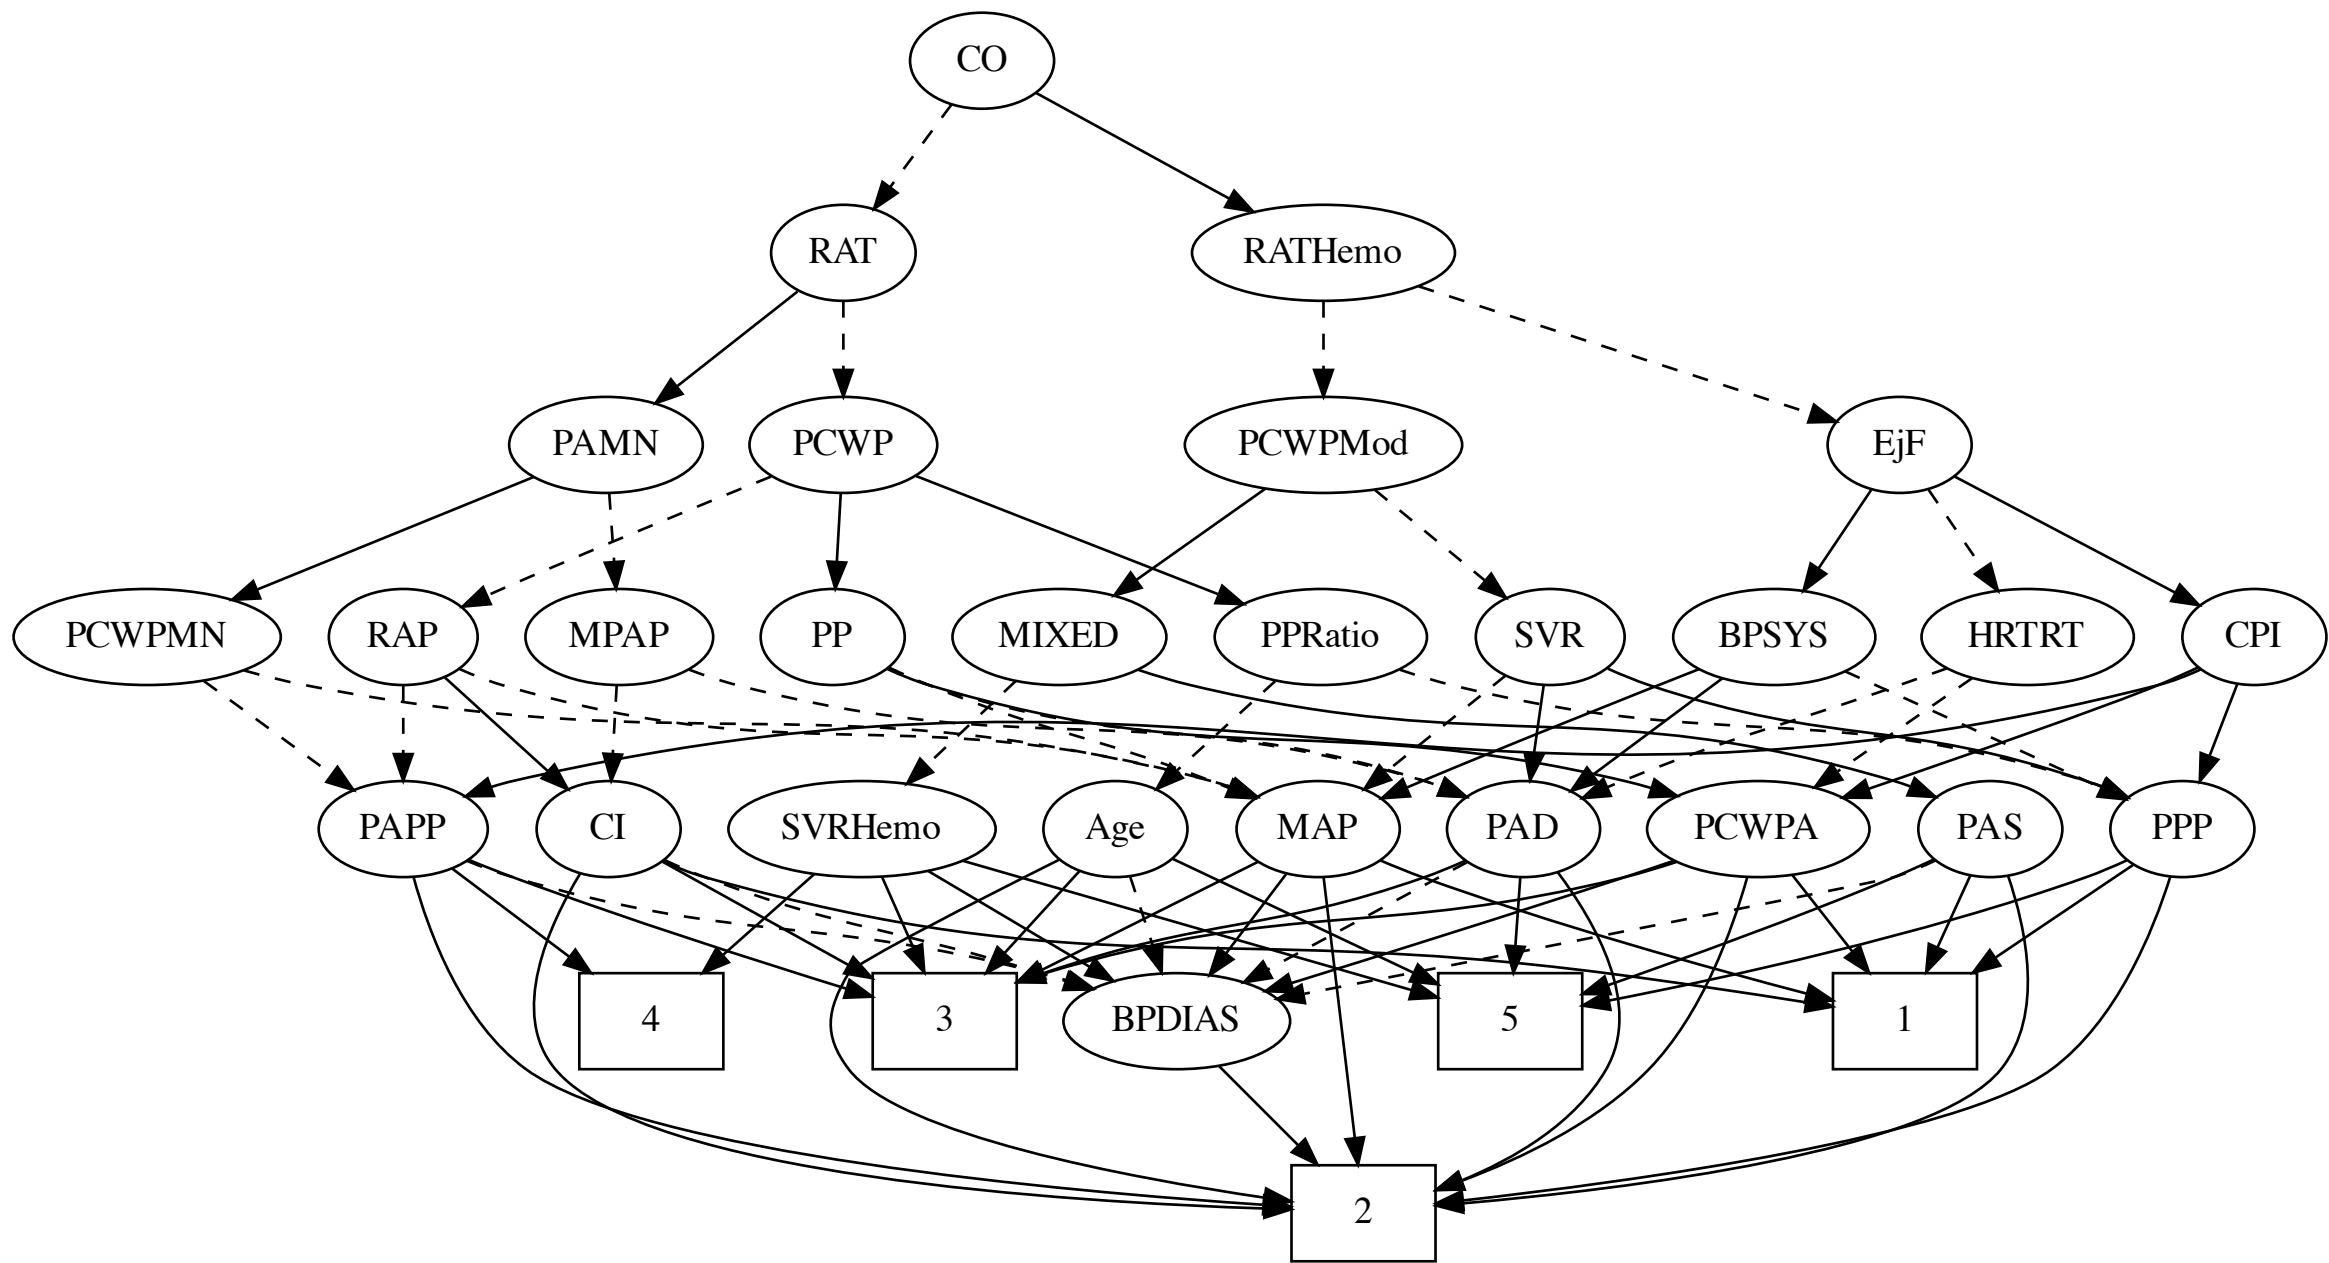 CO
RAT
RATHemo
PAMN
PCWP
PCWPMod
EjF
PCWPMN
RAP
MPAP
PP
MIXED
PPRatio
SVR
BPSYS
HRTRT
CPI
PAPP
CI
SVRHemo
Age
MAP
PAD
PCWPA
PAS
PPP
4
3
BPDIAS
5
1
2